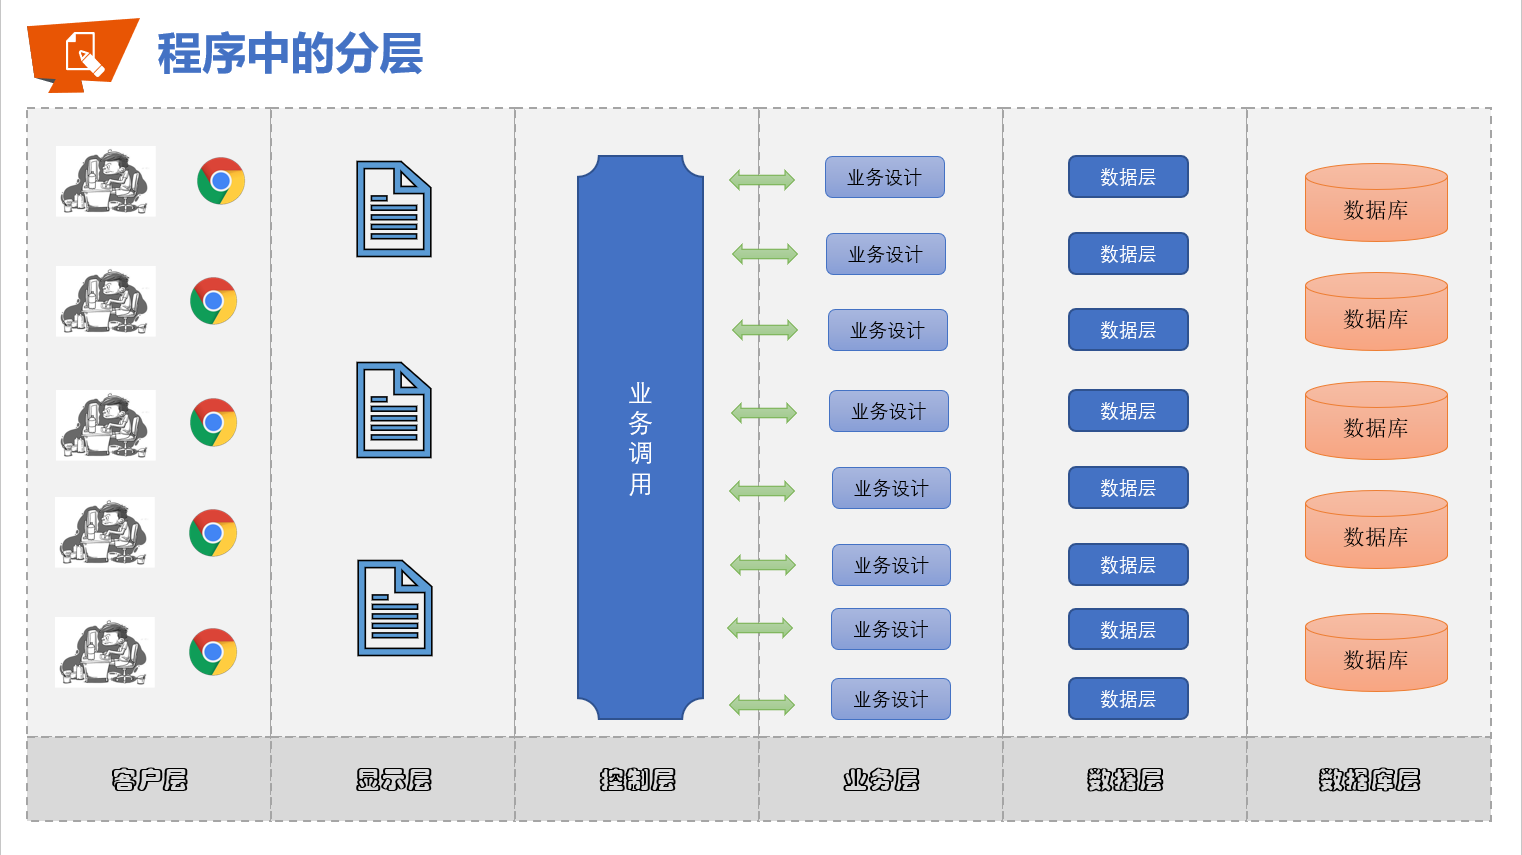 程序中的分层
业务调用
业务设计
业务设计
业务设计
业务设计
业务设计
业务设计
业务设计
业务设计
数据层
数据层
数据层
数据层
数据层
数据层
数据层
数据层
数据库
数据库
数据库
数据库
数据库
客户层
显示层
控制层
业务层
数据层
数据库层